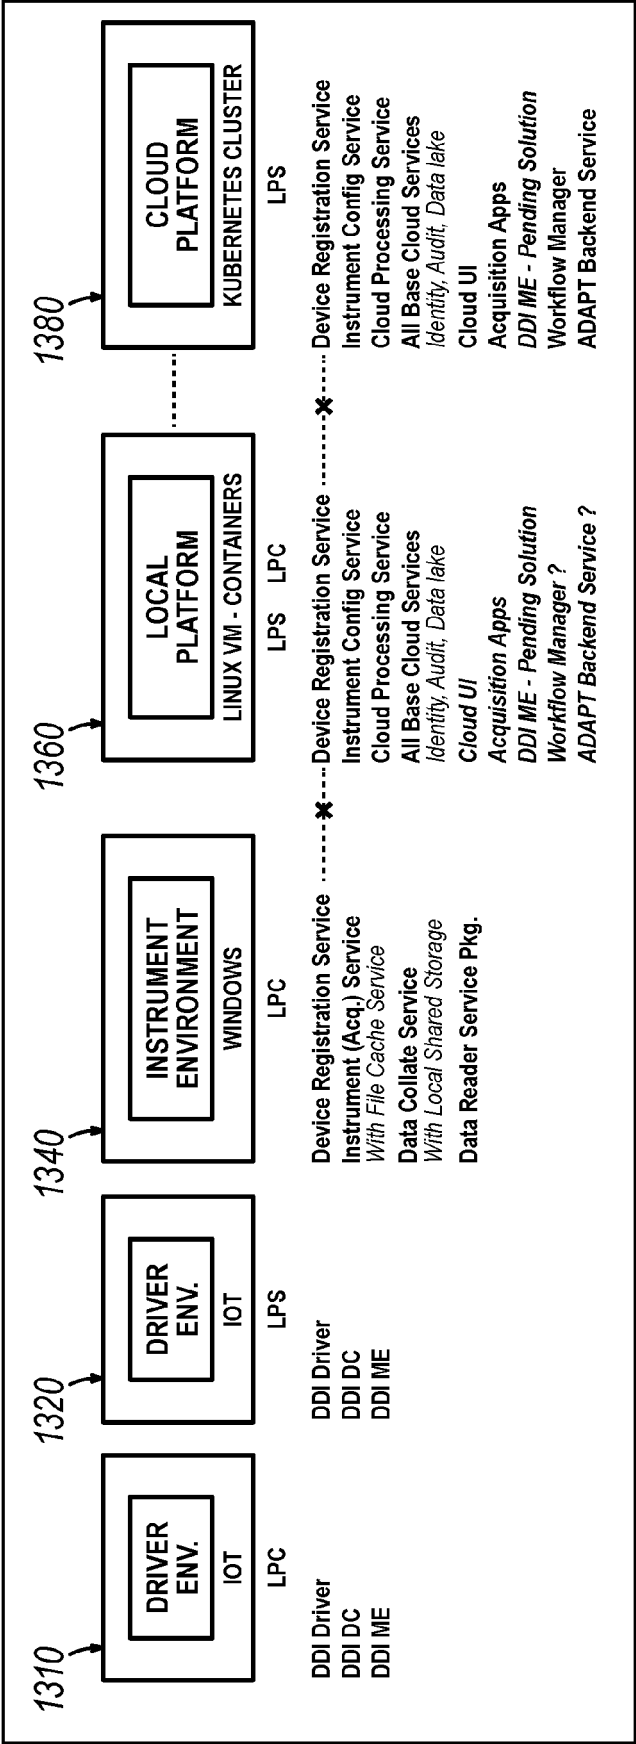 1310
DRIVER
ENV.
IOT
LPC
DDI Driver
DDI DC
DDI ME
1320
DRIVER
ENV.
IOT
LPS
DDI Driver
DDI DC
DDI ME
1340
INSTRUMENT
ENVIRONMENT
WINDOWS
LPC
Device Registration Service
Instrument (Acq.) Service
With File Cache Service
Data Collate Service
With Local Shared Storage
Data Reader Service Pkg.
1360
LOCAL
PLATFORM
LINUX VM - CONTAINERS
LPS LPC
Device Registration Service
Instrument Config Service
Cloud Processing Service
All Base Cloud Services
Identity, Audit, Data lake
Cloud UI
Acquisition Apps
DDI ME - Pending Solution
Workflow Manager ?
ADAPT Backend Service ?
1380
CLOUD
PLATFORM
KUBERNETES CLUSTER
LPS
Device Registration Service
Instrument Config Service
Cloud Processing Service
All Base Cloud Services
Identity, Audit, Data lake
Cloud UI
Acquisition Apps
DDI ME - Pending Solution
Workflow Manager
ADAPT Backend Service